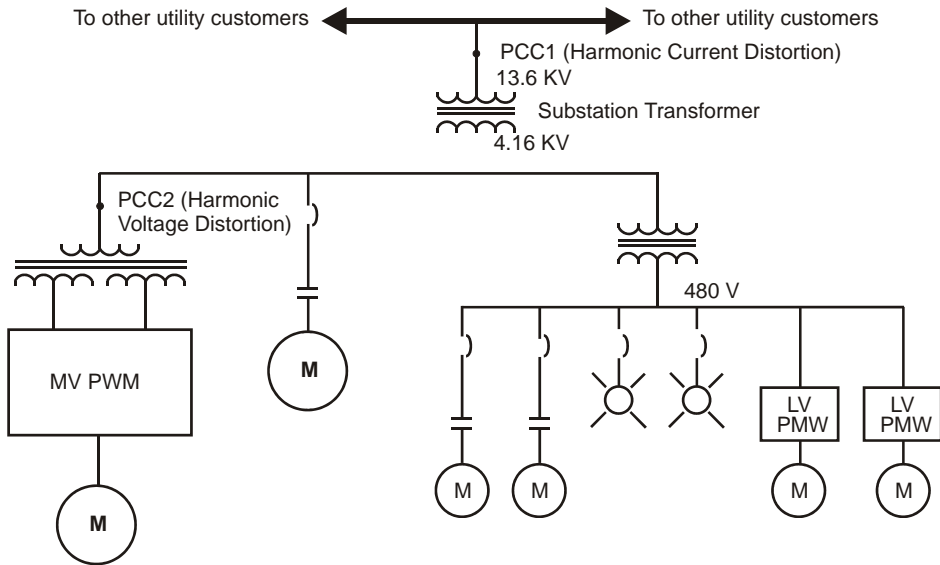 To other utility customers
To other utility customers
PCC1 (Harmonic Current Distortion)
13.6 KV
Substation Transformer
4.16 KV
PCC2 (Harmonic
Voltage Distortion)
480 V
MV PWM
M
LV
PMW
LV
PMW
M
M
M
M
M
M